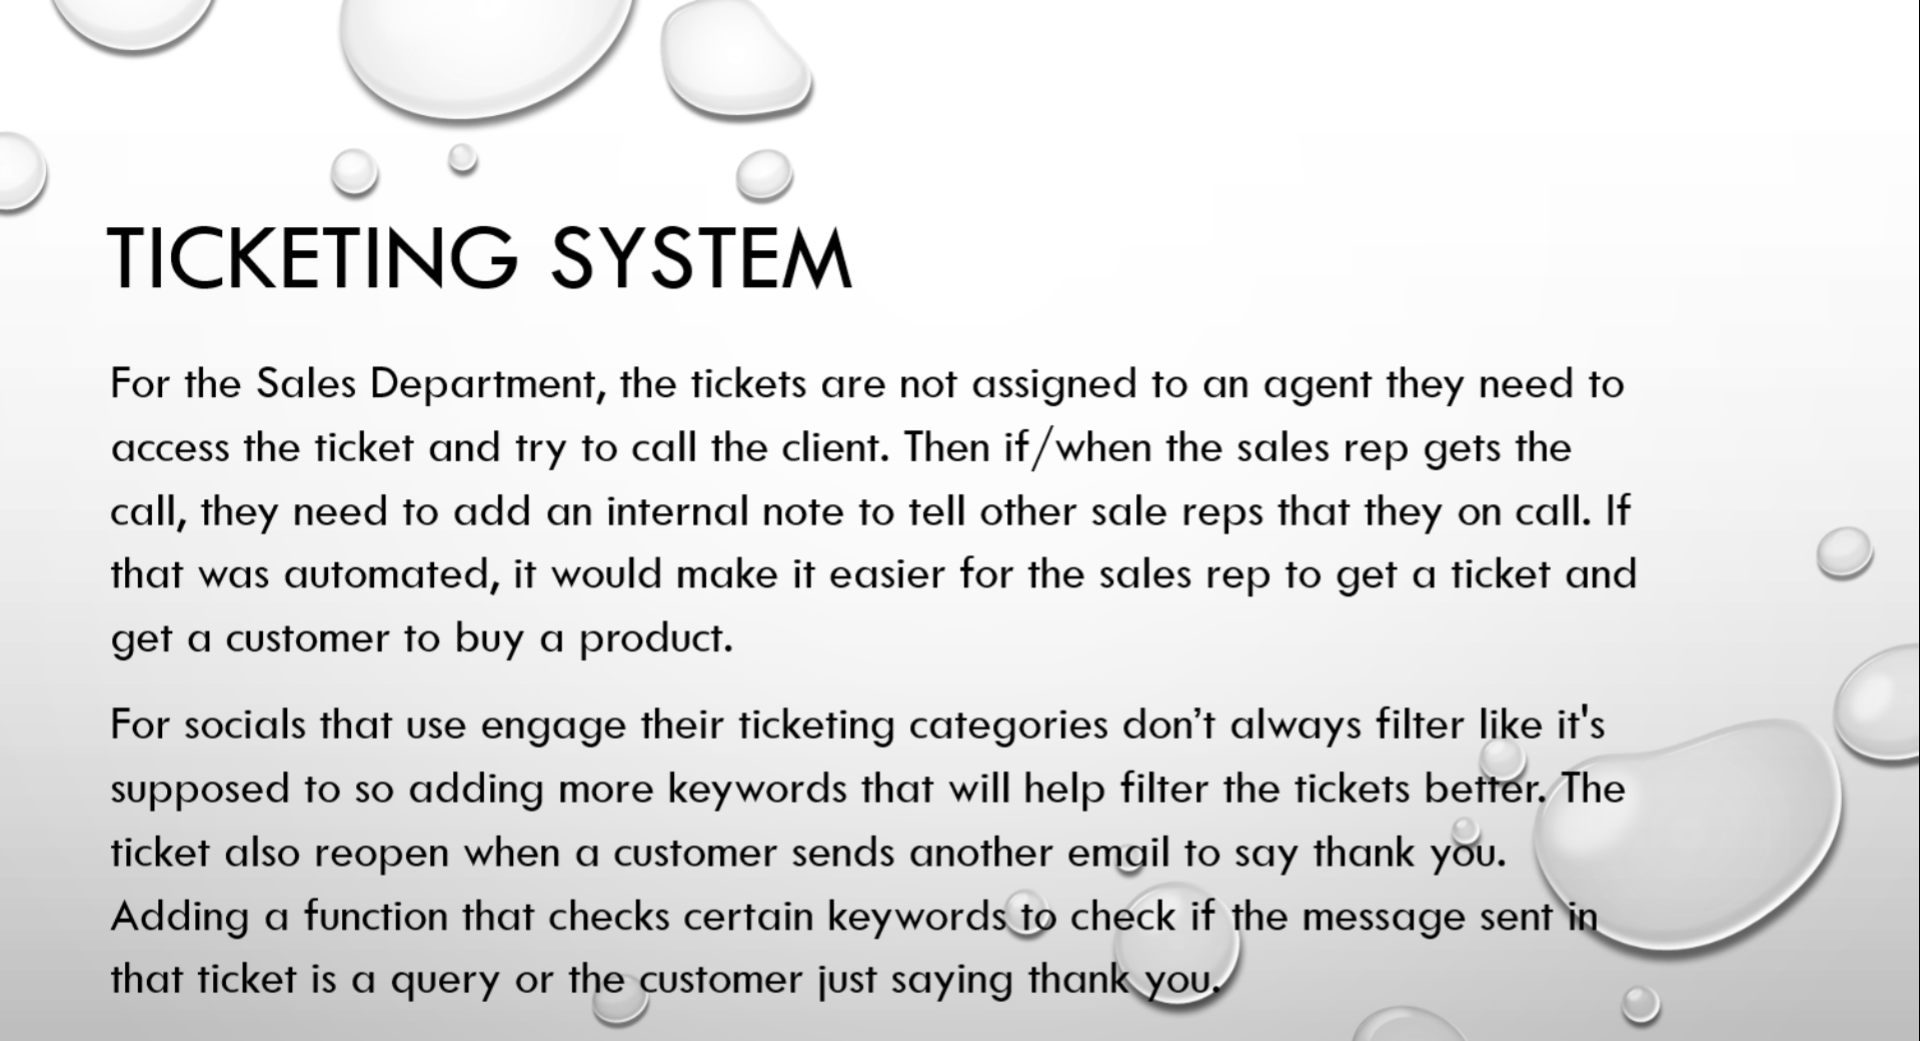 TICKETING SYSTEM
For the Sales Department, the tickets are not assigned to an agent they need to
access the ticket and try to call the client. Then if/when the sales rep gets the
call, they need to add an internal note to tell other sale reps that they on call. If
that was automated, it would make it easier for the sales rep to get a ticket and
get a customer to buy a product.
For socials that use engage their ticketing categories don’t always filter like it's
supposed to so adding more keywords that will help filter the tickets better. The
ticket also reopen when a customer sends another email to say thank you.
Adding a function that checks certain keywords to check if the message sent in
that ticket is a query or the customer just saying thank you.